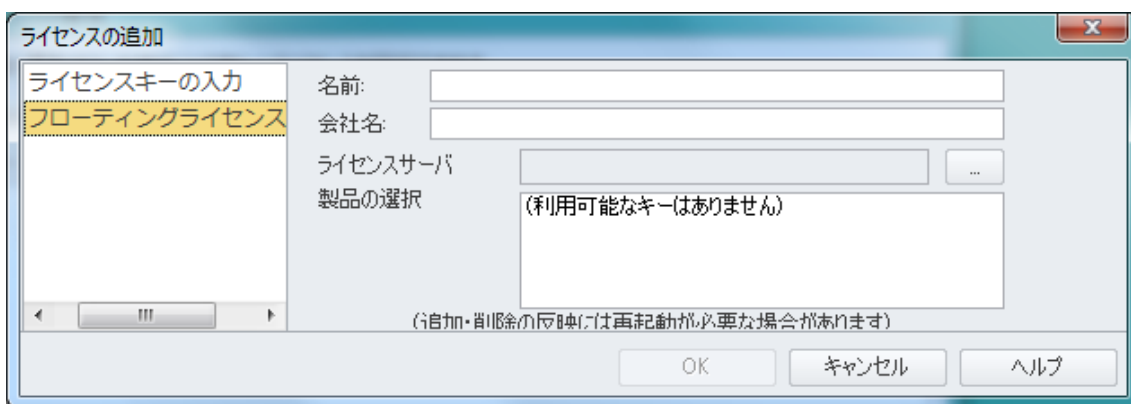 ライセンスの追加
ライセンスキーの入力
フローティングライセンス
名前:
会社名:
ライセンスサーバ
...
製品の選択
(利用可能なキーはありません)
(追加・削除の反映には再起動が必要な場合があります)
OK
キャンセル
ヘルプ